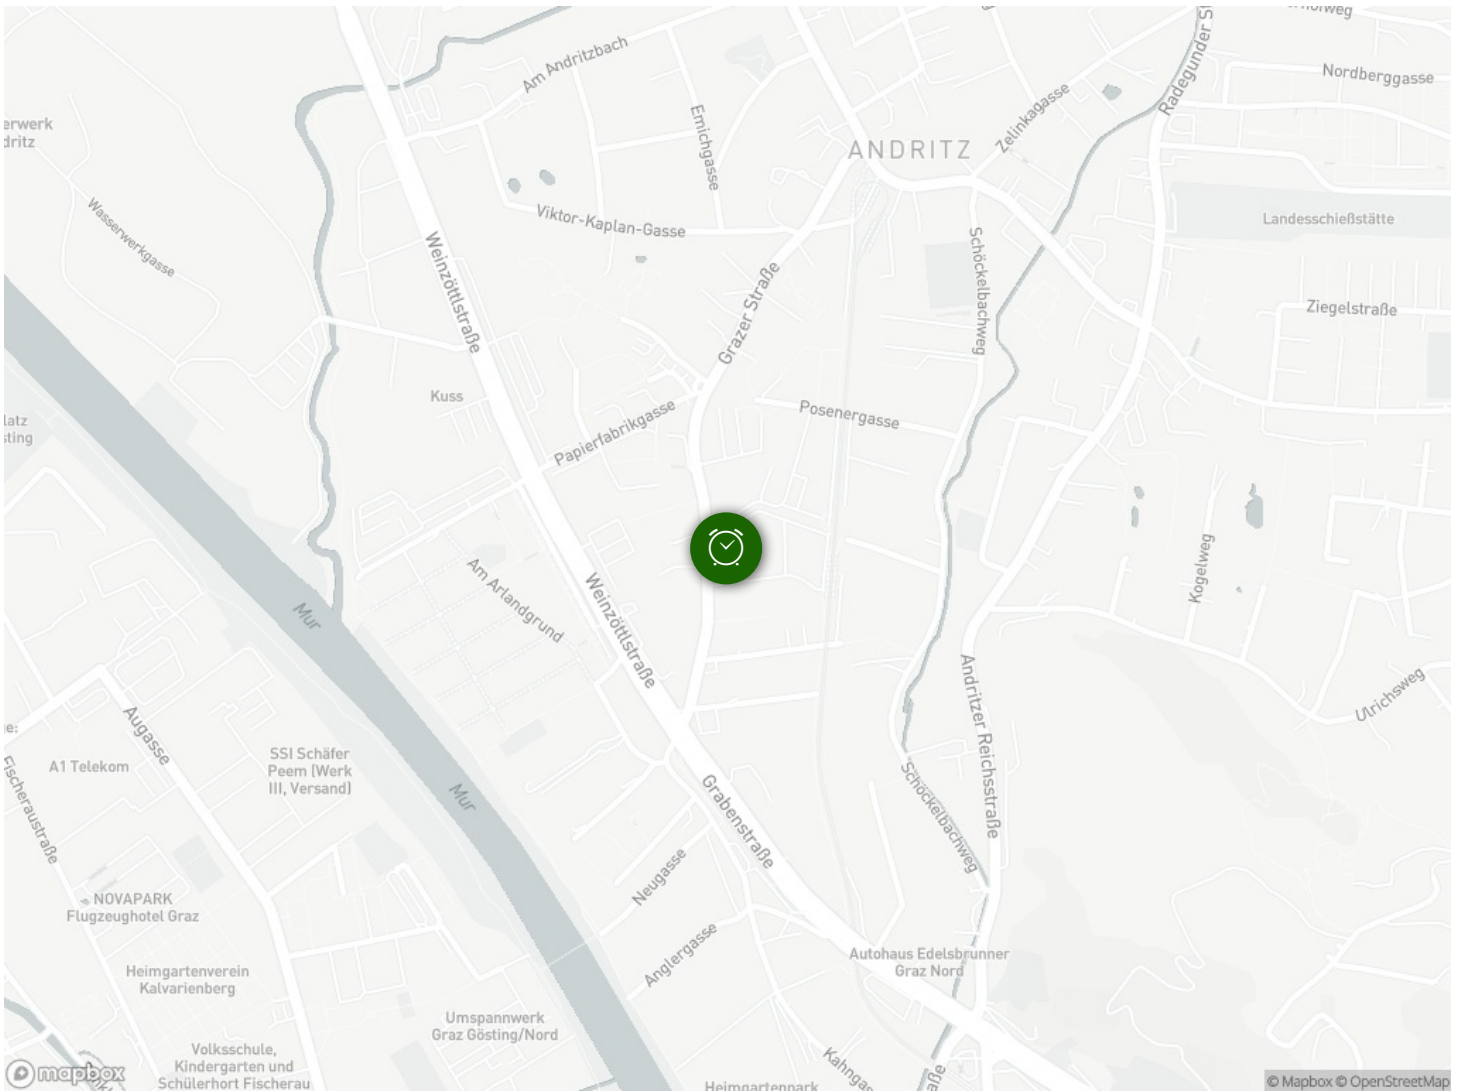 Nordberggasse
Radegunder S
Am Andritzbach
Zelinkagasse
Emichgasse
erwerk
dritz
ANDRITZ
Wasserwerkgasse
Viktor-Kaplan-Gasse
Landesschießstätte
Weinzöttlstraße
Schöckelbachweg
Grazer Straße
Ziegelstraße
Kuss
Papierfabrikgasse
Posenergasse
latz
sting
Am Arlandgrund
Weinzöttlstraße
Kogelweg
Mur
Andritzer Reichsstraße
Ulrichsweg
Augasse
e:
A1 Telekom
SSI Schäfer
Peem (Werk
III, Versand)
Mur
Fischeraustraße
Grabenstraße
Schöckelbachweg
Neugasse
NOVAPARK
Flugzeughotel Graz
Anglergasse
Autohaus Edelsbrunner
Graz Nord
Heimgartenverein
Kalvarienberg
Umspannwerk
Graz Gösting/Nord
Volksschule,
Kindergarten und
Schülerhort Fischerau
Kahngas
aße
Heimgartenpark
mapbox
© Mapbox © OpenStreetMap